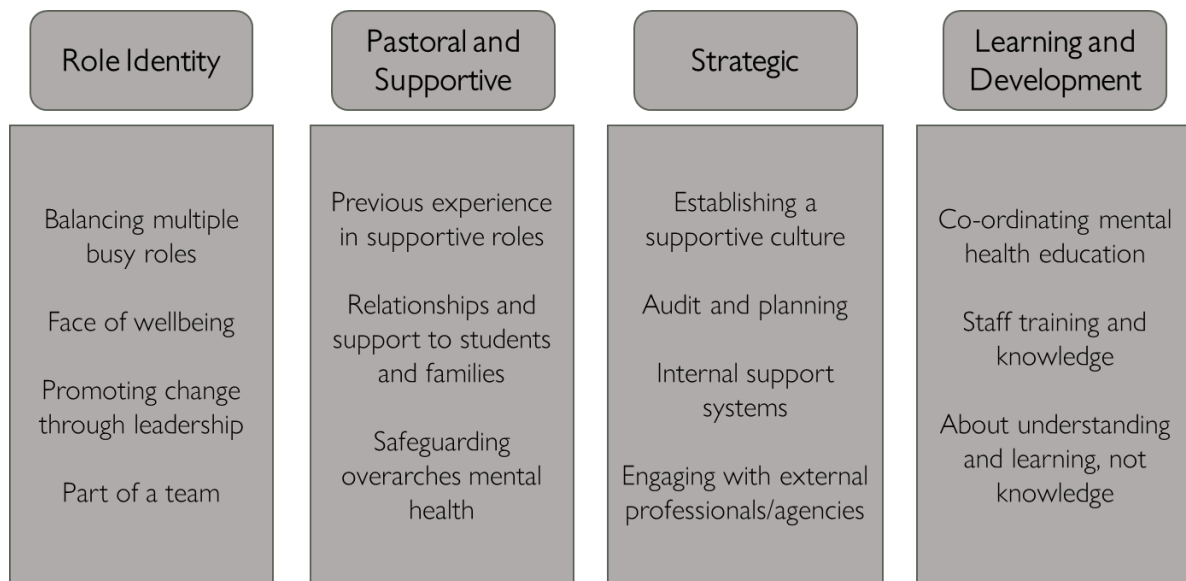 Role Identity
Balancing multiple
busy roles
Face of wellbeing
Promoting change
through leadership
Part of a team
Pastoral and
Supportive
Previous experience
in supportive roles
Relationships and
support to students
and families
Safeguarding
overarches mental
health
Strategic
Establishing a
supportive culture
Audit and planning
Internal support
systems
Engaging with external
professionals/agencies
Learning and
Development
Co-ordinating mental
health education
Staff training and
knowledge
About understanding
and learning, not
knowledge